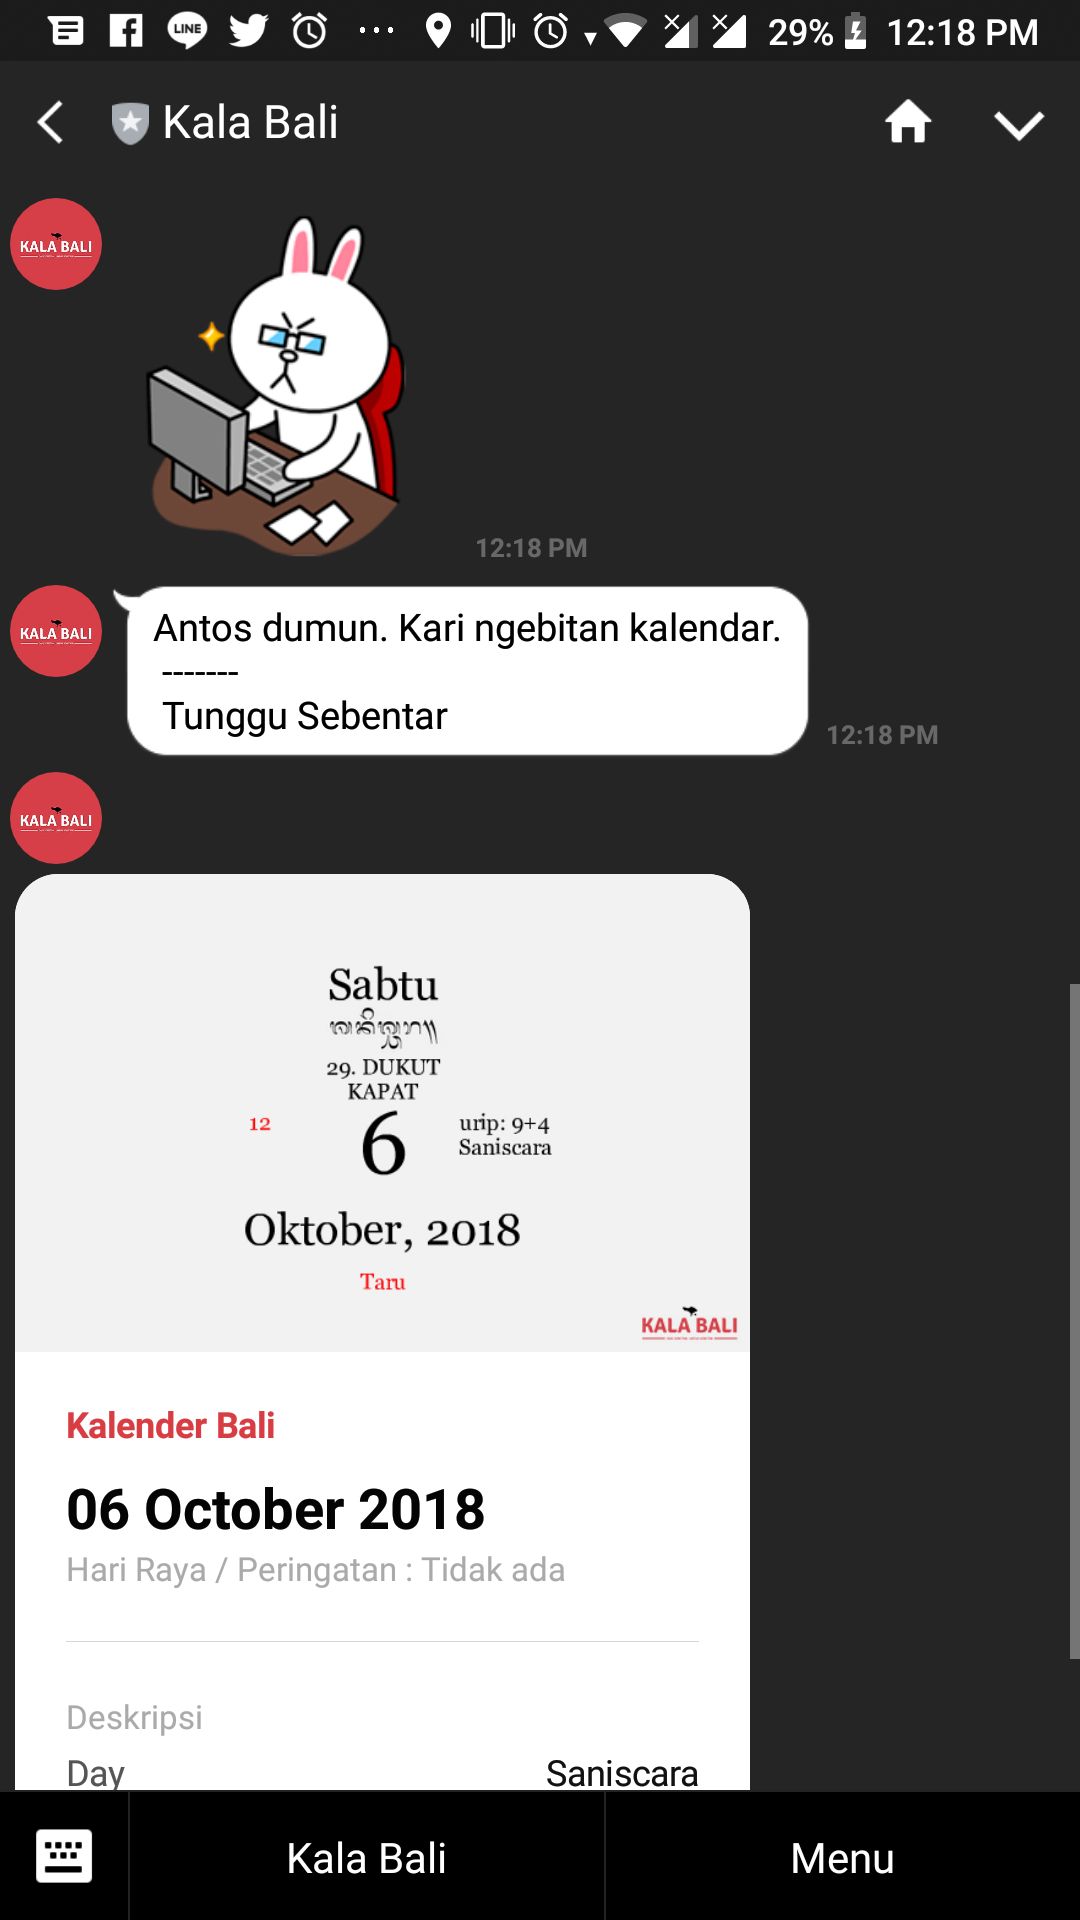 LINE
29%
12:18 PM
Kala Bali
KALA BALI
12:18 PM
KALA BALI
Antos dumun. Kari ngebitan kalendar.
-------
Tunggu Sebentar
12:18 PM
KALA BALI
Sabtu
29. DUKUT
KAPAT
12
6
urip: 9+4
Saniscara
Oktober, 2018
Taru
KALA BALI
Kalender Bali
06 October 2018
Hari Raya / Peringatan : Tidak ada
Deskripsi
Day Saniscara
Kala Bali
Menu